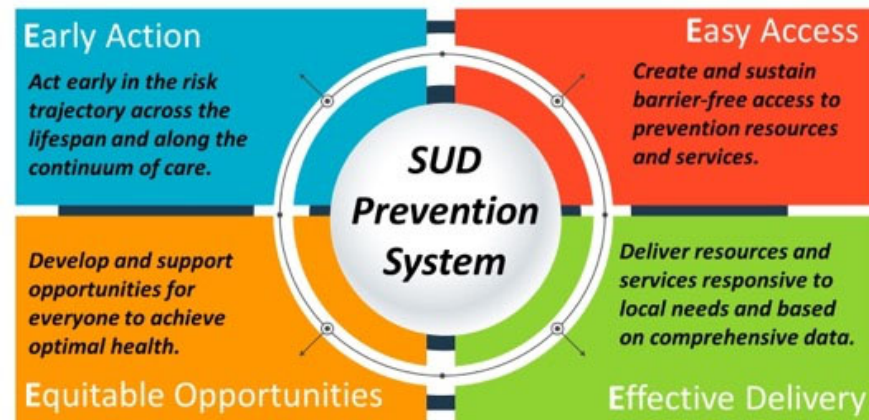 Early Action
Act early in the risk
trajectory across the
lifespan and along the
continuum of care.
Easy Access
Create and sustain
barrier-free access to
prevention resources
and services.
SUD
Prevention
System
Develop and support
opportunities for
everyone to achieve
optimal health.
Equitable Opportunities
Deliver resources and
services responsive to
local needs and based
on comprehensive data.
Effective Delivery